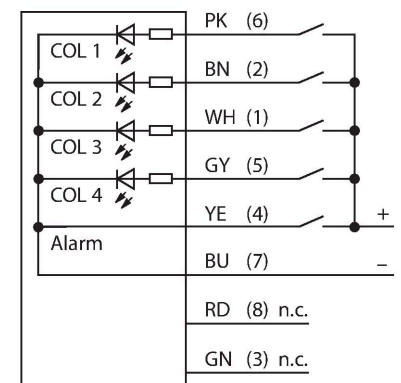 PK (6)
COL 1
BN (2)
COL 2
WH (1)
COL 3
GY (5)
COL 4
YE (4)
+
Alarm
BU (7)
–
RD (8) n.c.
GN (3) n.c.